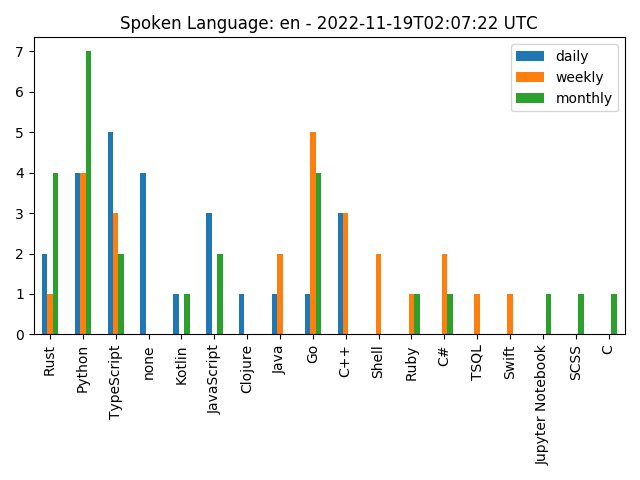 Spoken Language: en - 2022-11-19T02:07:22 UTC
daily
weekly
monthly
7
6
5
4
3
2
1
0
Rust
Python
TypeScript
none
Kotlin
JavaScript
Clojure
Java
Go
C++
Shell
Ruby
C#
TSQL
Swift
Jupyter Notebook
SCSS
C